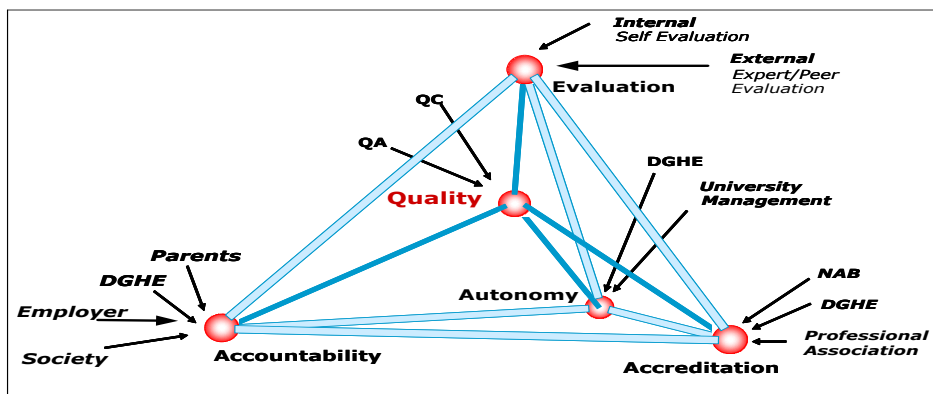 Internal
Self Evaluation
External
Expert/Peer
Evaluation
Evaluation
QC
QA
DGHE
Quality
University
Management
Parents
DGHE
Employer
Society
Autonomy
Accountability
NAB
DGHE
Professional
Association
Accreditation